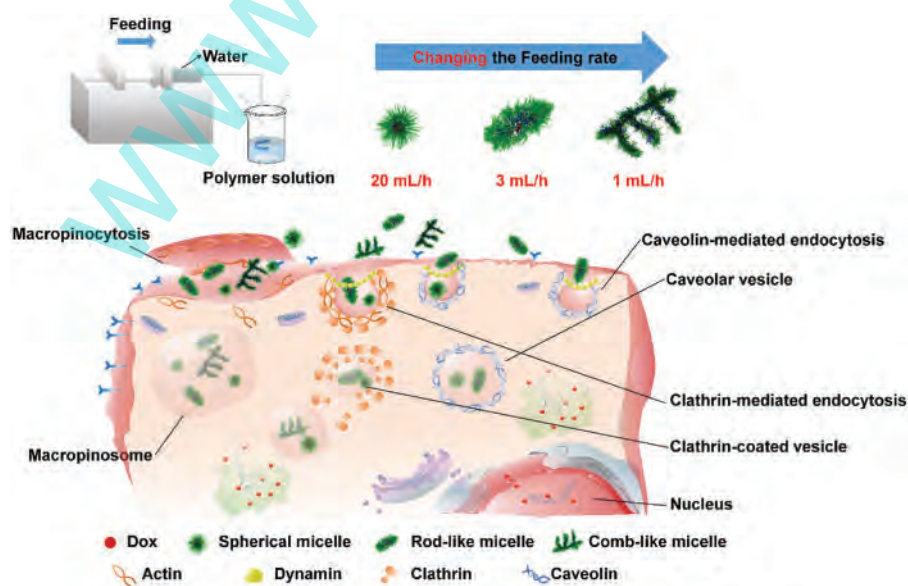 Feeding
Water
Polymer solution
Changing the Feeding rate
20 mL/h
3 mL/h
1 mL/h
Macropinocytosis
Caveolin-mediated endocytosis
Caveolar vesicle
Clathrin-mediated endocytosis
Clathrin-coated vesicle
Macropinosome
Nucleus
Dox
Spherical micelle
Rod-like micelle
Comb-like micelle
Actin
Dynamin
Clathrin
Caveolin
www